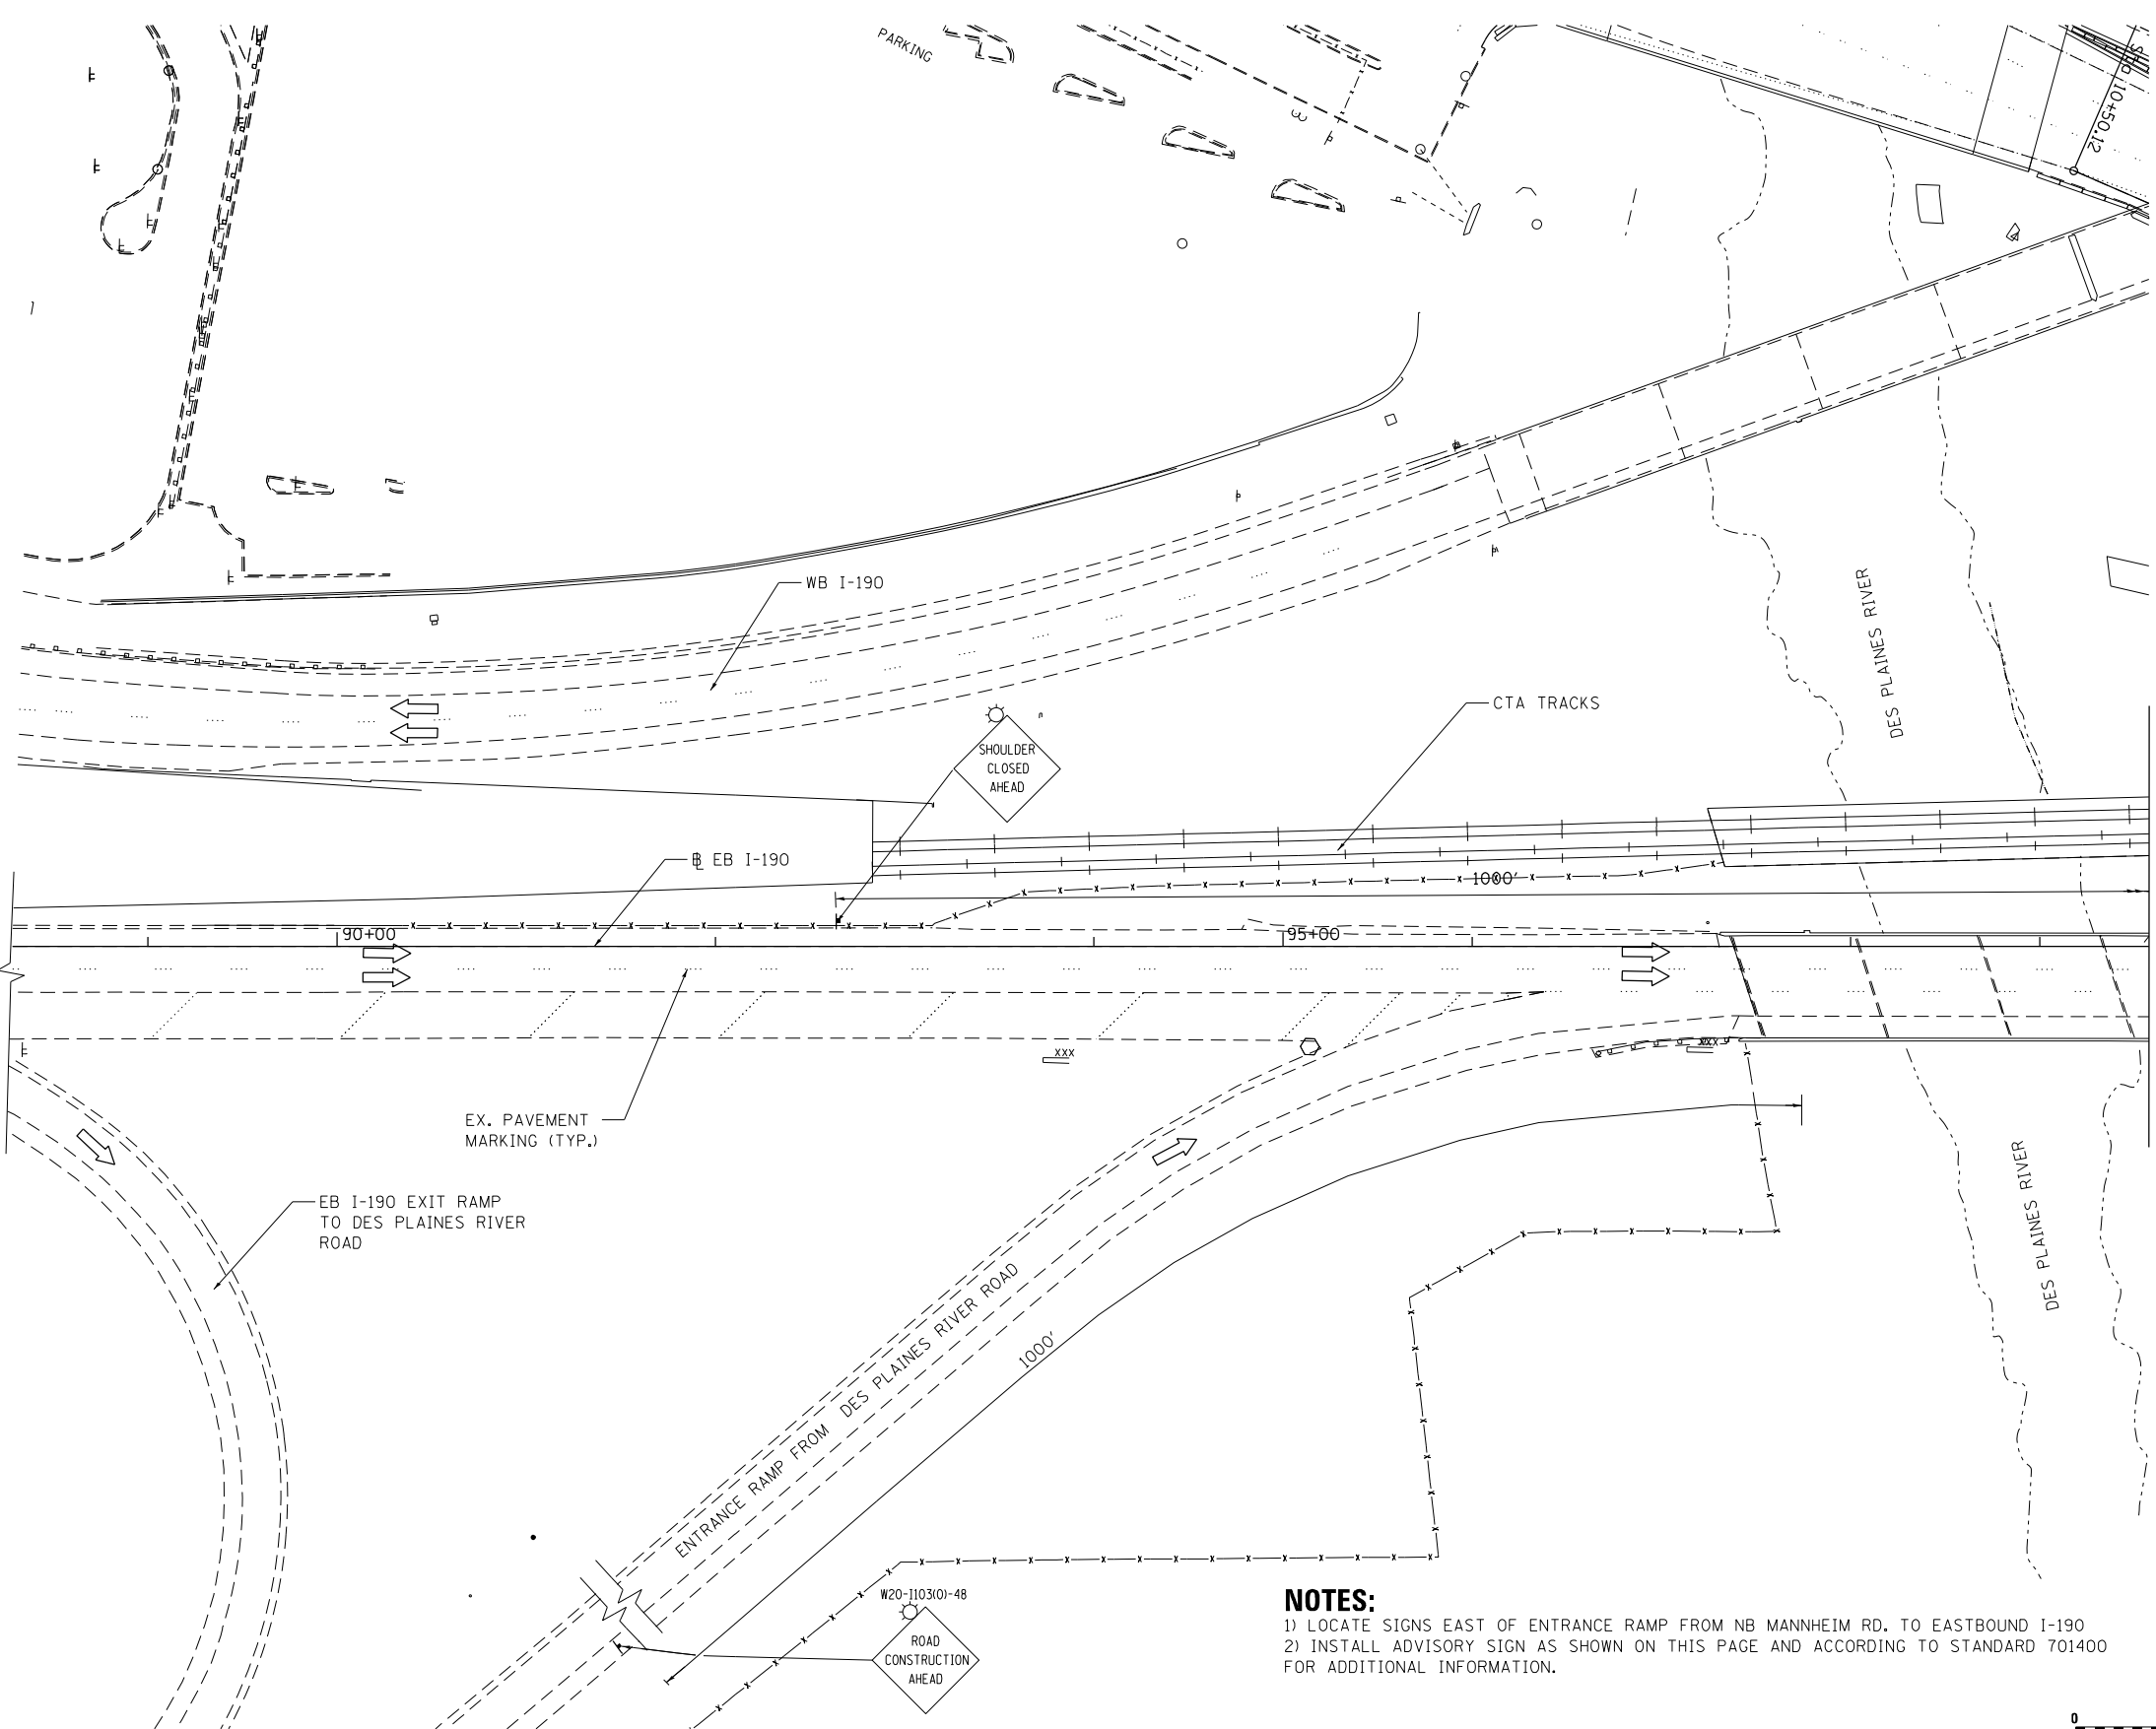 PARKING
10+50.12
WB I-190
DES PLAINES RIVER
CTA TRACKS
SHOULDER
CLOSED
AHEAD
℄ EB I-190
1000'
90+00
95+00
XXX
XXX
EX. PAVEMENT
MARKING (TYP.)
EB I-190 EXIT RAMP
TO DES PLAINES RIVER
ROAD
DES PLAINES RIVER
ENTRANCE RAMP FROM DES PLAINES RIVER ROAD
1000'
W20-I103(O)-48
ROAD
CONSTRUCTION
AHEAD
NOTES:
1) LOCATE SIGNS EAST OF ENTRANCE RAMP FROM NB MANNHEIM RD. TO EASTBOUND I-190
2) INSTALL ADVISORY SIGN AS SHOWN ON THIS PAGE AND ACCORDING TO STANDARD 701400
FOR ADDITIONAL INFORMATION.
0